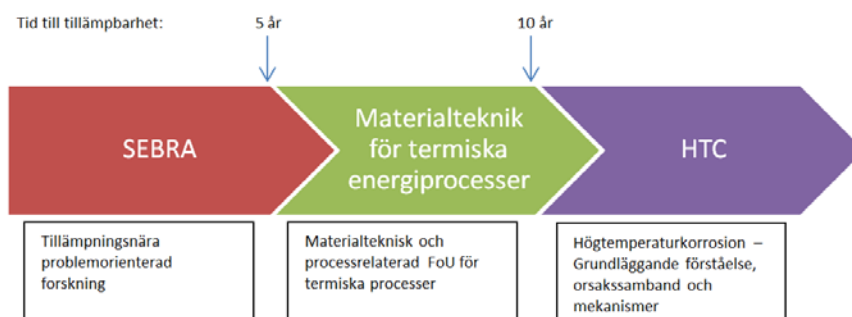 Tid till tillämpbarhet:
5 år
10 år
SEBRA
Materialteknik
för termiska
energiprocesser
HTC
Tillämpningsnära
problemorienterad
forskning
Materialteknisk och
processrelaterad FoU för
termiska processer
Högtemperaturkorrosion –
Grundläggande förståelse,
orsakssamband och
mekanismer